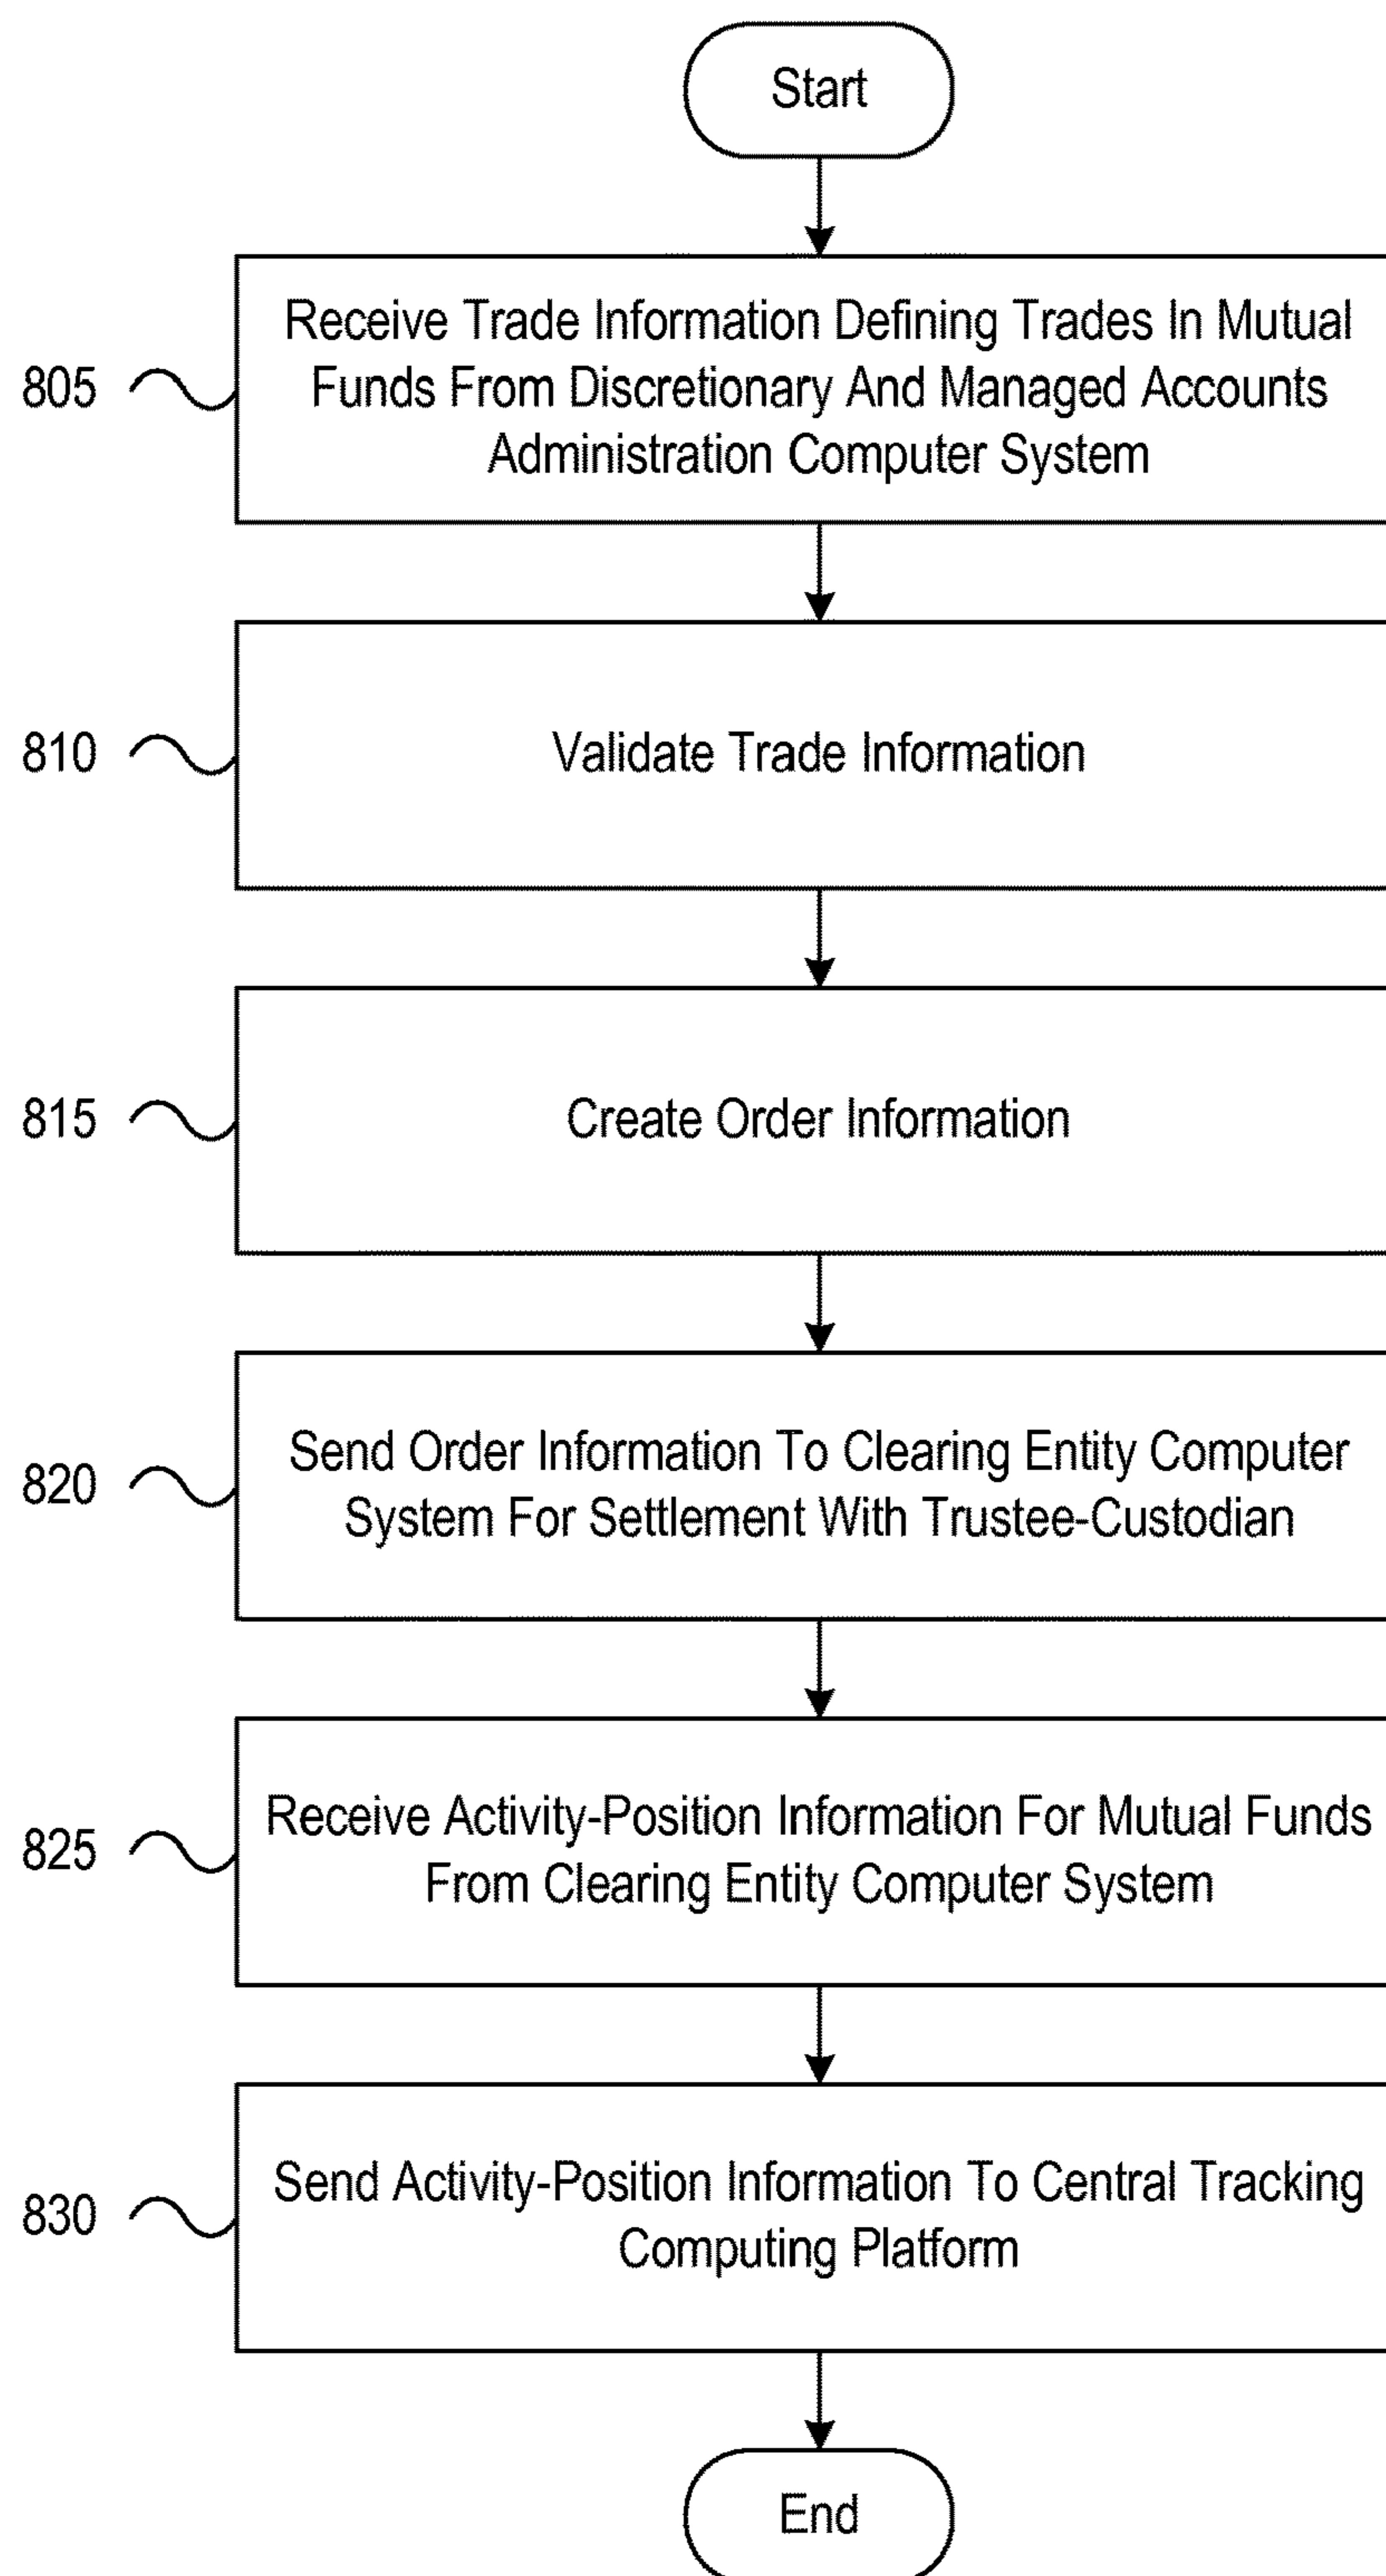 Start
805
Receive Trade Information Defining Trades In Mutual
Funds From Discretionary And Managed Accounts
Administration Computer System
810
Validate Trade Information
815
Create Order Information
820
Send Order Information To Clearing Entity Computer
System For Settlement With Trustee-Custodian
825
Receive Activity-Position Information For Mutual Funds
From Clearing Entity Computer System
830
Send Activity-Position Information To Central Tracking
Computing Platform
End